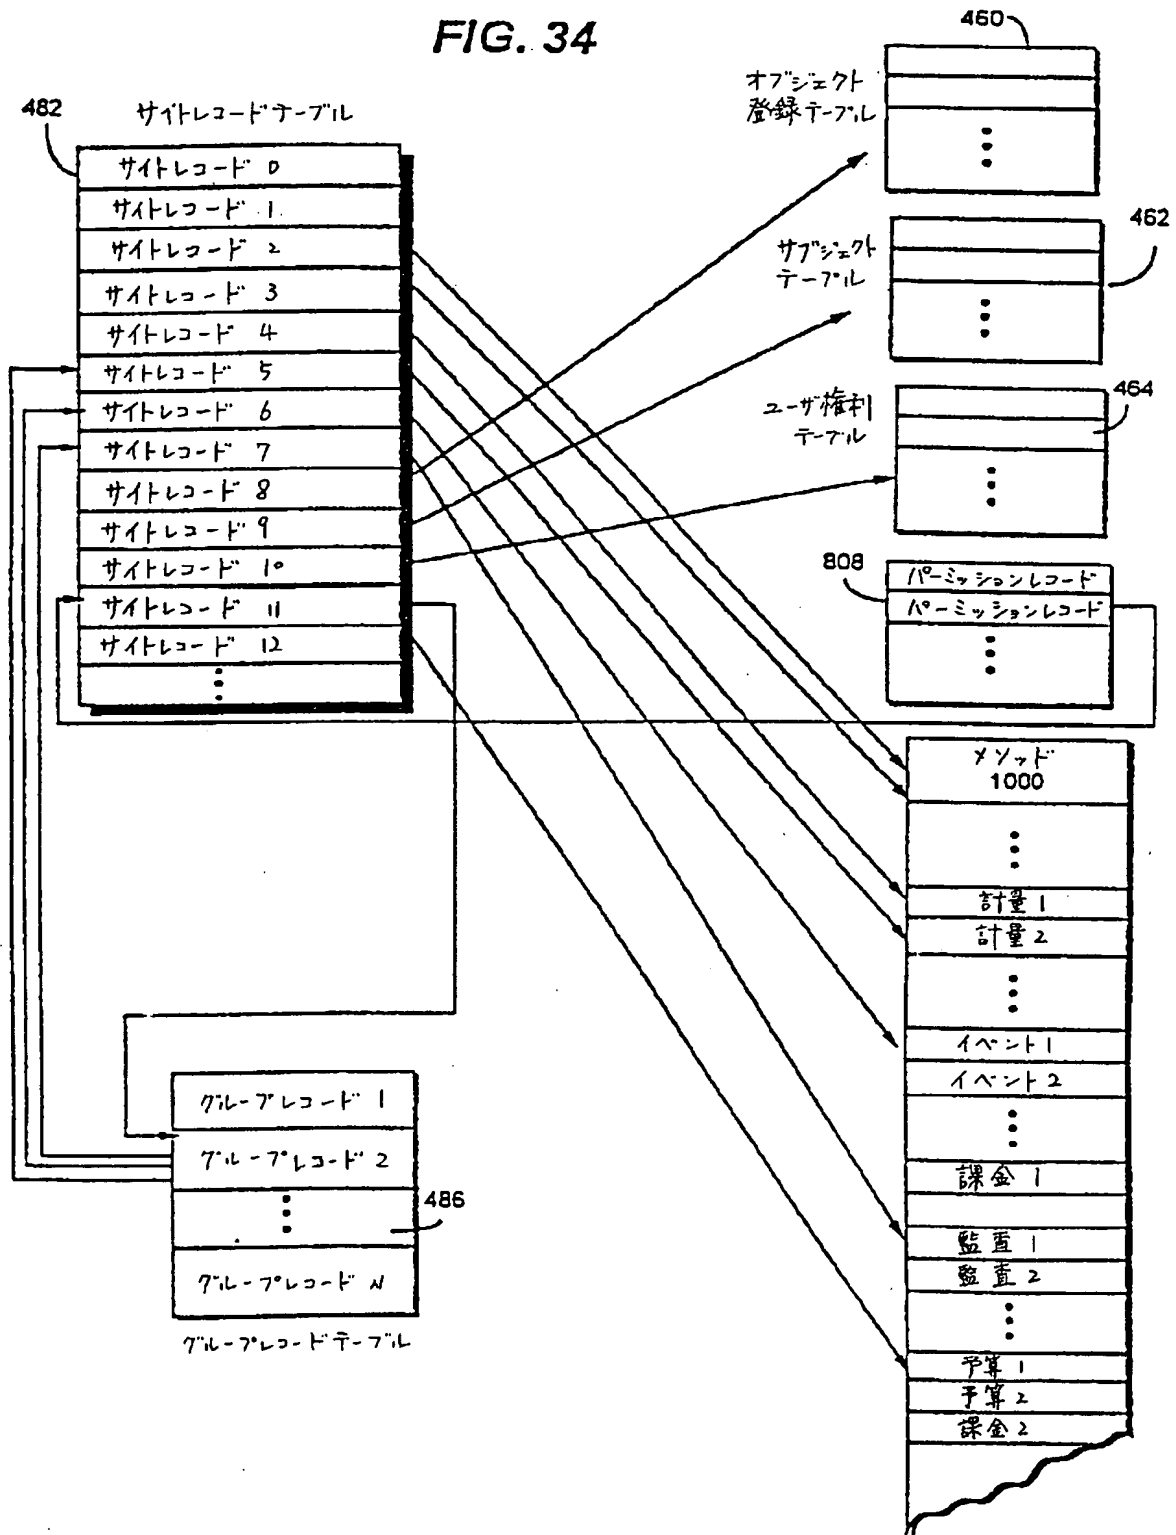 FIG. 34
482
サイトレコードテーブル
サイトレコード 0
サイトレコード 1
サイトレコード 2
サイトレコード 3
サイトレコード 4
サイトレコード 5
サイトレコード 6
サイトレコード 7
サイトレコード 8
サイトレコード 9
サイトレコード 10
サイトレコード 11
サイトレコード 12
460
オブジェクト
登録テーブル
462
サブジェクト
テーブル
464
ユーザ権利
テーブル
808
パーミッションレコード
パーミッションレコード
メソッド
1000
計量 1
計量 2
イベント 1
イベント 2
課金 1
監査 1
監査 2
予算 1
予算 2
課金 2
グループレコード 1
グループレコード 2
486
グループレコード N
グループレコードテーブル